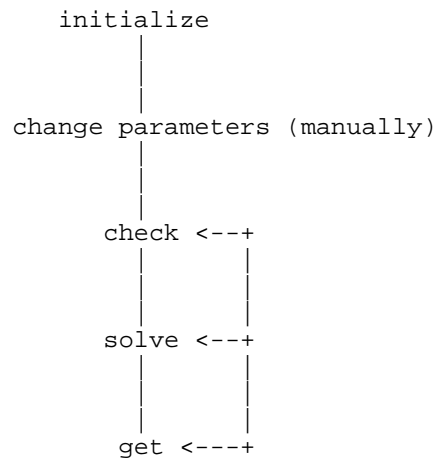 initialize
change parameters (manually)
check <--+
solve <--+
get <---+